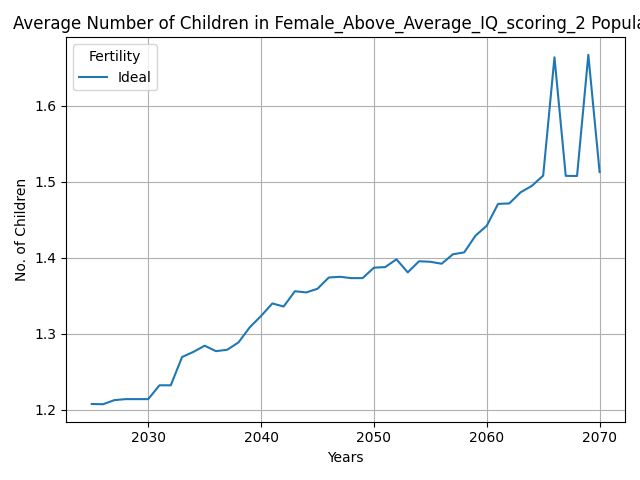 Average Number of Children in Female_Above_Average_IQ_scoring_2 Popula
Fertility
Ideal
1.6
1.5
1.4
1.3
1.2
No. of Children
2030 2040 2050 2060 2070
Years